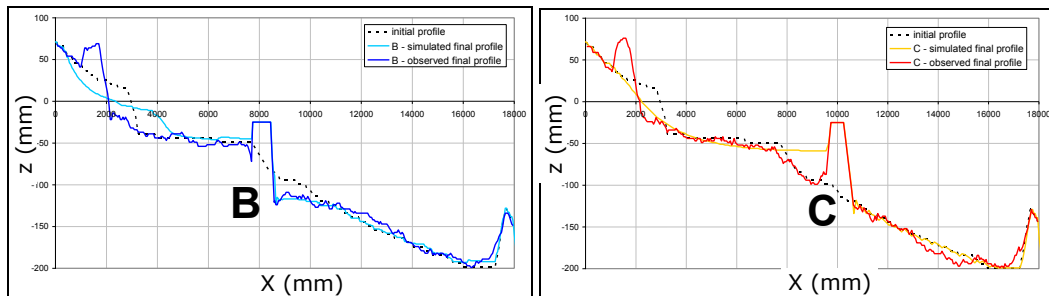 100
50
0
-50
-100
-150
-200
z (mm)
0 2000 4000 6000 8000 10000 12000 14000 16000 18000
X (mm)
initial profile
B - simulated final profile
B - observed final profile
B
100
50
0
-50
-100
-150
-200
z (mm)
0 2000 4000 6000 8000 10000 12000 14000 16000 18000
X (mm)
initial profile
C - simulated final profile
C - observed final profile
C